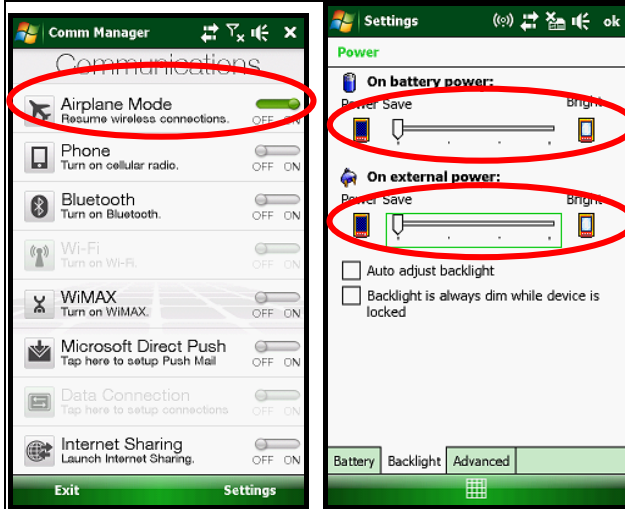 Comm Manager
Communications
Airplane Mode
Resume wireless connections.
OFF ON
Phone
Turn on cellular radio.
OFF ON
Bluetooth
Turn on Bluetooth.
OFF ON
Wi-Fi
Turn on Wi-Fi.
OFF ON
WiMAX
Turn on WiMAX.
OFF ON
Microsoft Direct Push
Tap here to setup Push Mail
OFF ON
Data Connection
Tap here to setup connections
OFF ON
Internet Sharing
Launch Internet Sharing.
OFF ON
Exit Settings
Settings ok
Power
On battery power:
Power Save Bright
On external power:
Power Save Bright
Auto adjust backlight
Backlight is always dim while device is
locked
Battery Backlight Advanced